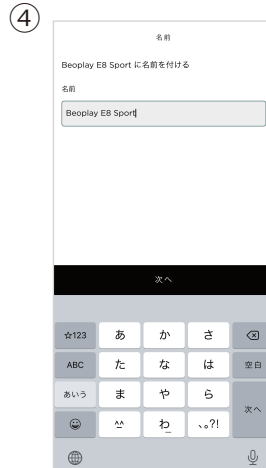 ④
名前
Beoplay E8 Sport に名前を付ける
名前
Beoplay E8 Sport
次へ
☆123 あ か さ
ABC た な は 空白
あいう ま や ら 次へ
^^ わ 、。?!